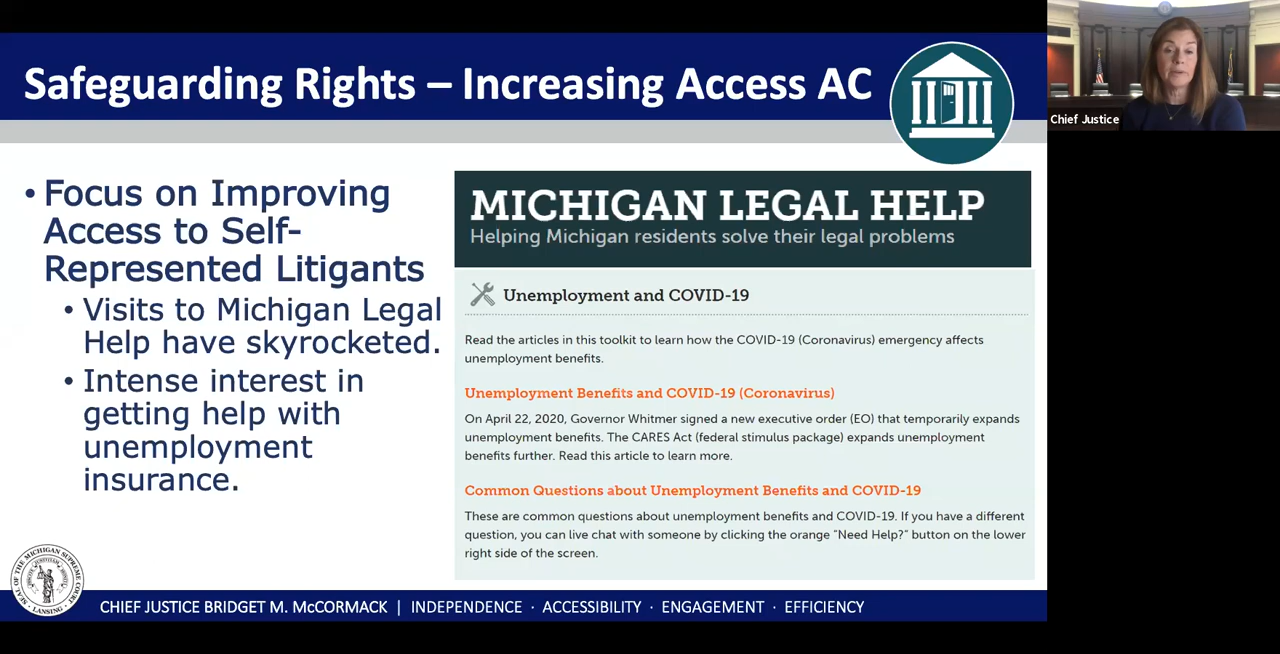 Safeguarding Rights – Increasing Access AC
Chief Justice
• Focus on Improving
Access to Self-
Represented Litigants
• Visits to Michigan Legal
Help have skyrocketed.
• Intense interest in
getting help with
unemployment
insurance.
MICHIGAN LEGAL HELP
Helping Michigan residents solve their legal problems
Unemployment and COVID-19
Read the articles in this toolkit to learn how the COVID-19 (Coronavirus) emergency affects
unemployment benefits.
Unemployment Benefits and COVID-19 (Coronavirus)
On April 22, 2020, Governor Whitmer signed a new executive order (EO) that temporarily expands
unemployment benefits. The CARES Act (federal stimulus package) expands unemployment
benefits further. Read this article to learn more.
Common Questions about Unemployment Benefits and COVID-19
These are common questions about unemployment benefits and COVID-19. If you have a different
question, you can live chat with someone by clicking the orange "Need Help?" button on the lower
right side of the screen.
SEAL OF THE MICHIGAN SUPREME COURT
LANSING
CHIEF JUSTICE BRIDGET M. McCORMACK | INDEPENDENCE · ACCESSIBILITY · ENGAGEMENT · EFFICIENCY